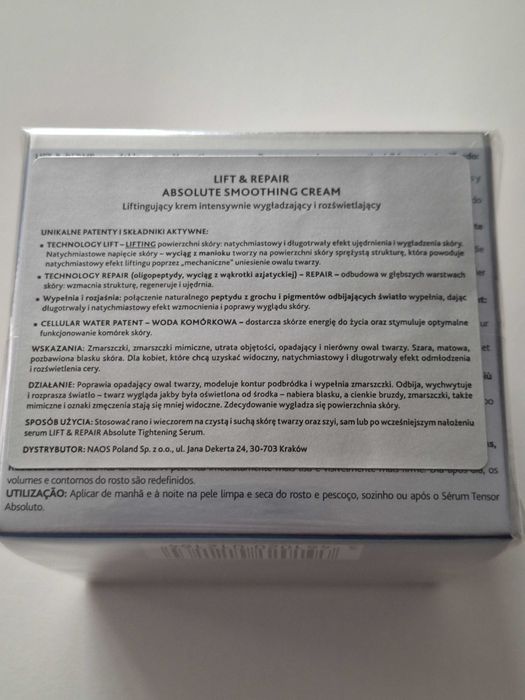 LIFT & REPAIR
ABSOLUTE SMOOTHING CREAM
Liftingujący krem intensywnie wygładzający i rozświetlający
UNIKALNE PATENTY I SKŁADNIKI AKTYWNE:
• TECHNOLOGY LIFT – LIFTING powierzchni skóry: natychmiastowy i długotrwały efekt ujędrnienia i wygładzenia skóry.
Natychmiastowe napięcie skóry – wyciąg z manioku tworzy na powierzchni skóry sprężystą strukturę, która powoduje
natychmiastowy efekt liftingu poprzez „mechaniczne" uniesienie owalu twarzy.
• TECHNOLOGY REPAIR (oligopeptydy, wyciąg z wąkrotki azjatyckiej) – REPAIR – odbudowa w głębszych warstwach
skóry: wzmacnia strukturę, regeneruje i ujędrnia.
• Wypełnia i rozjaśnia: połączenie naturalnego peptydu z grochu i pigmentów odbijających światło wypełnia, dając
długotrwały i natychmiastowy efekt wzmocnienia i poprawy wyglądu skóry.
• CELLULAR WATER PATENT – WODA KOMÓRKOWA – dostarcza skórze energię do życia oraz stymuluje optymalne
funkcjonowanie komórek skóry.
WSKAZANIA: Zmarszczki, zmarszczki mimiczne, utrata objętości, opadający i nierówny owal twarzy. Szara, matowa,
pozbawiona blasku skóra. Dla kobiet, które chcą uzyskać widoczny, natychmiastowy i długotrwały efekt odmłodzenia
i rozświetlenia cery.
DZIAŁANIE: Poprawia opadający owal twarzy, modeluje kontur podbródka i wypełnia zmarszczki. Odbija, wychwytuje
i rozprasza światło – twarz wygląda jakby była oświetlona od środka – nabiera blasku, a cienkie bruzdy, zmarszczki, także
mimiczne i oznaki zmęczenia stają się mniej widoczne. Zdecydowanie wygładza się powierzchnia skóry.
SPOSÓB UŻYCIA: Stosować rano i wieczorem na czystą i suchą skórę twarzy oraz szyi, sam lub po wcześniejszym nałożeniu
serum LIFT & REPAIR Absolute Tightening Serum.
DYSTRYBUTOR: NAOS Poland Sp. z o.o., ul. Jana Dekerta 24, 30-703 Kraków
os
volumes e contornos do rosto são redefinidos.
UTILIZAÇÃO: Aplicar de manhã e à noite na pele limpa e seca do rosto e pescoço, sozinho ou após o Sérum Tensor
Absoluto.